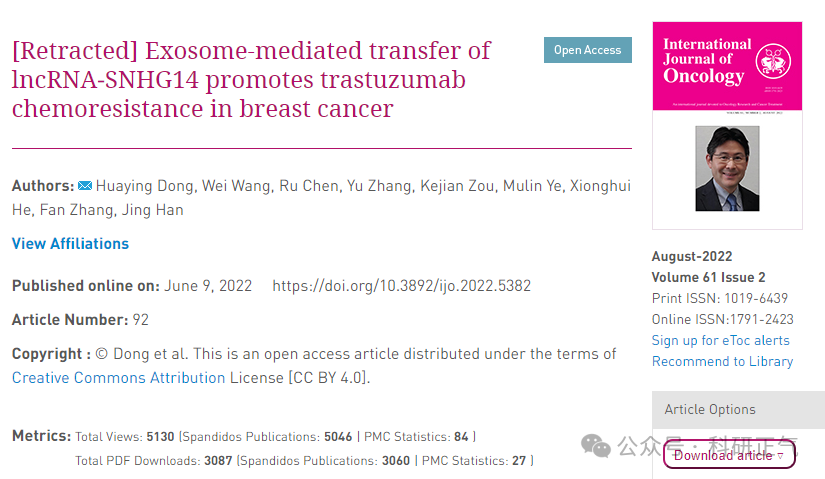 [Retracted] Exosome-mediated transfer of
lncRNA-SNHG14 promotes trastuzumab
chemoresistance in breast cancer
Open Access
Authors: Huaying Dong, Wei Wang, Ru Chen, Yu Zhang, Kejian Zou, Mulin Ye, Xionghui
He, Fan Zhang, Jing Han
View Affiliations
Published online on: June 9, 2022 https://doi.org/10.3892/ijo.2022.5382
Article Number: 92
Copyright : © Dong et al. This is an open access article distributed under the terms of
Creative Commons Attribution License [CC BY 4.0].
Metrics: Total Views: 5130 (Spandidos Publications: 5046 | PMC Statistics: 84 )
Total PDF Downloads: 3087 (Spandidos Publications: 3060 | PMC Statistics: 27 )
International
Journal of
Oncology
August-2022
Volume 61 Issue 2
Print ISSN: 1019-6439
Online ISSN:1791-2423
Sign up for eToc alerts
Recommend to Library
Article Options
Download article ▽
公众号 · 科研正气